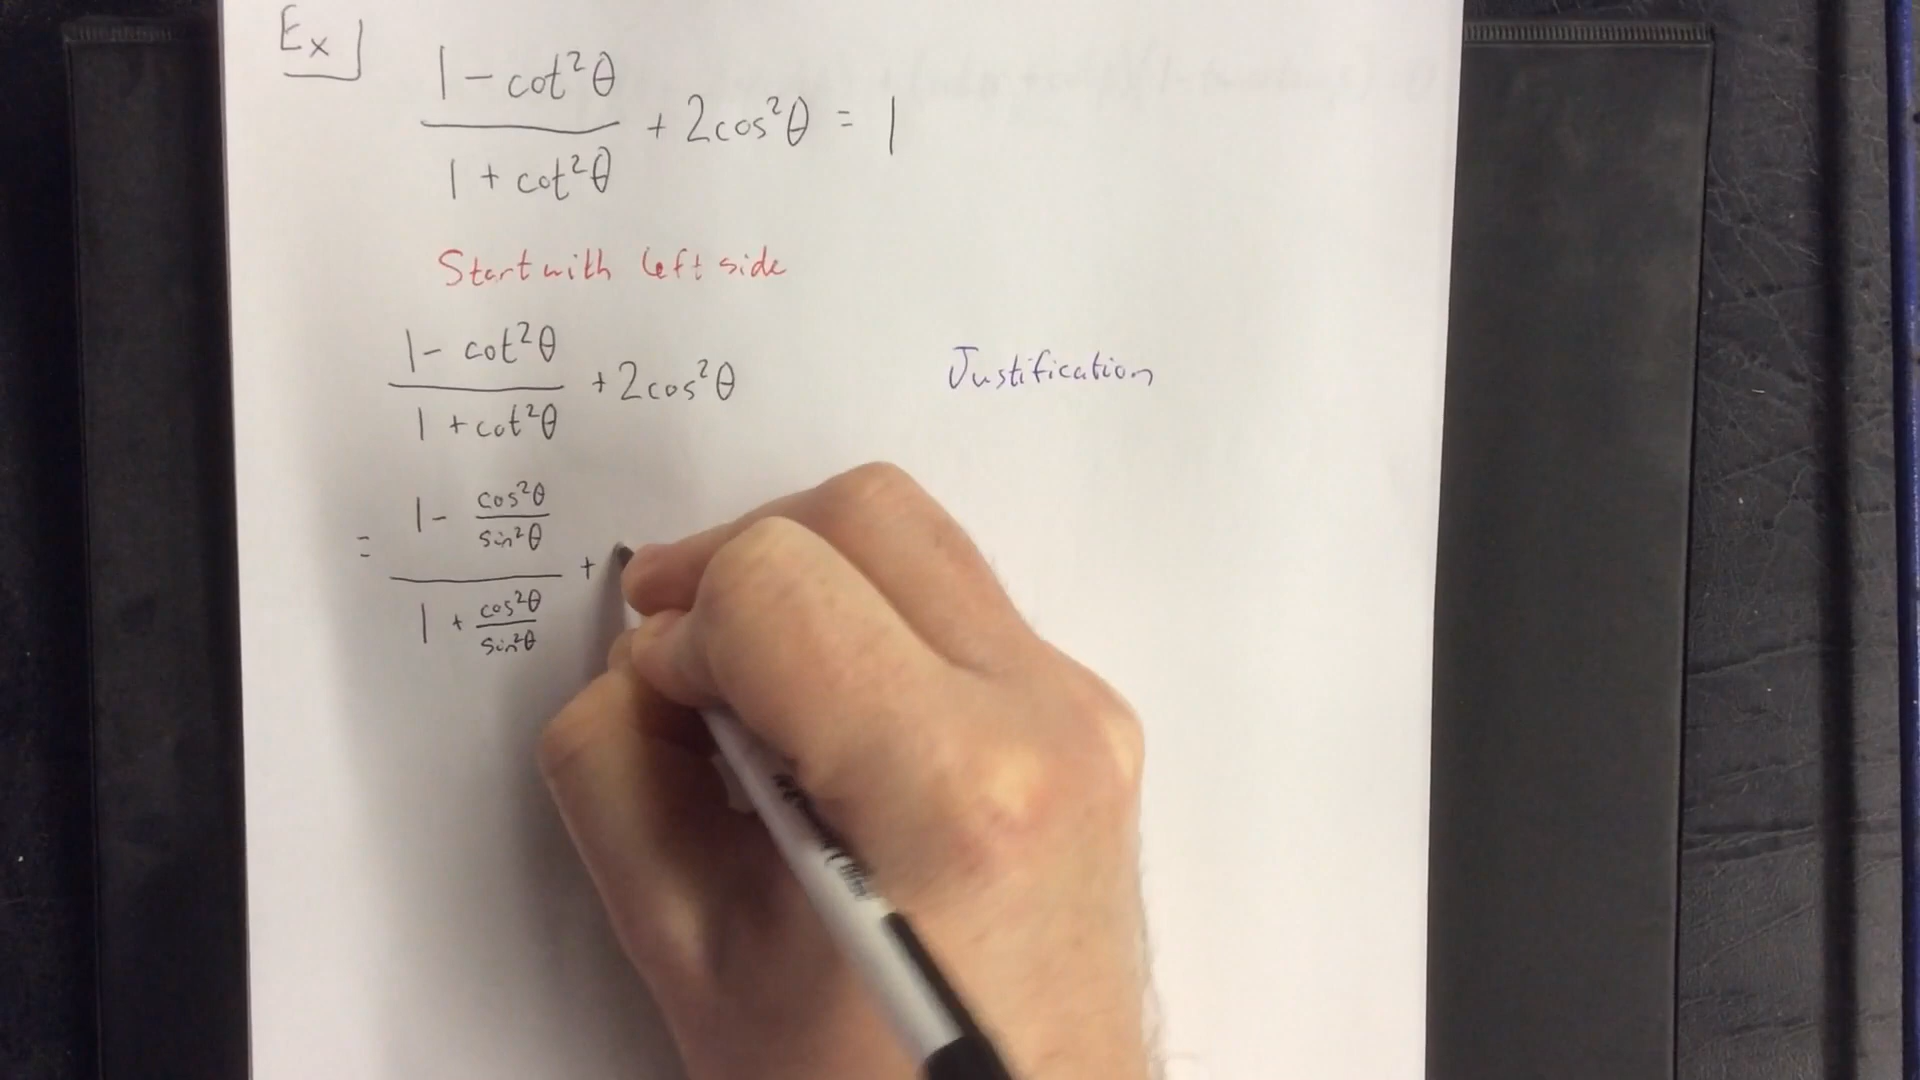 Ex
1 - cot²θ
+ 2cos²θ = 1
1 + cot²θ
Start with left side
1 - cot²θ
+ 2cos²θ
1 + cot²θ
Justification
1 - cos²θ/sin²θ
= +
1 + cos²θ/sin²θ